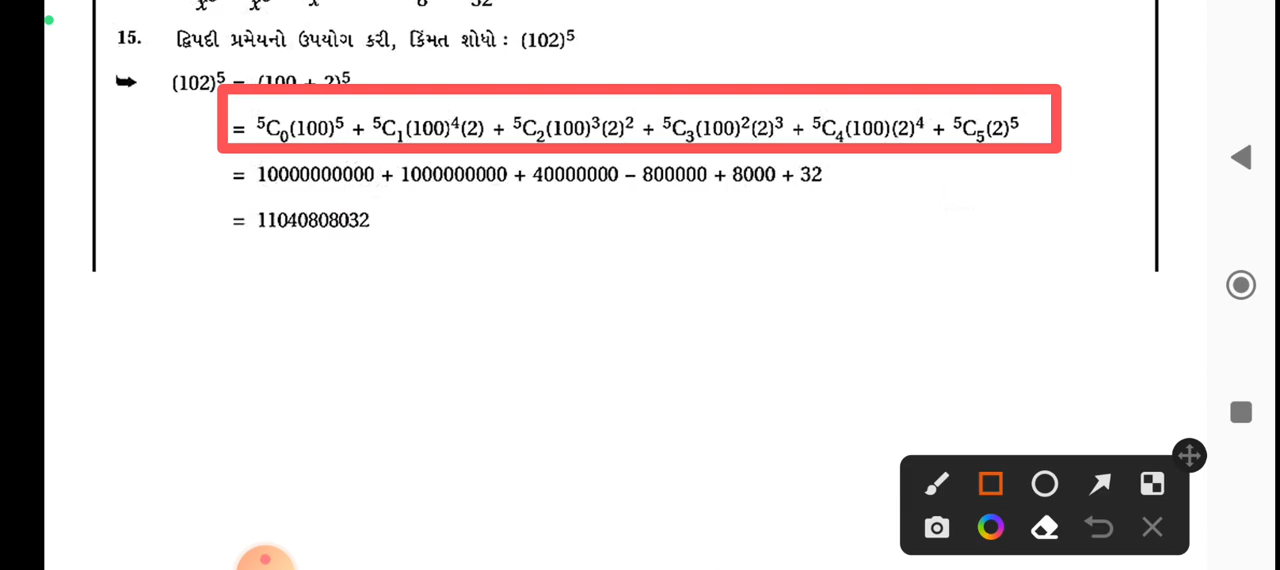 15. દ્વિપદી પ્રમેયનો ઉપયોગ કરી, કિંમત શોધો : (102)⁵
➥ (102)⁵ = (100 + 2)⁵
= ⁵C₀(100)⁵ + ⁵C₁(100)⁴(2) + ⁵C₂(100)³(2)² + ⁵C₃(100)²(2)³ + ⁵C₄(100)(2)⁴ + ⁵C₅(2)⁵
= 10000000000 + 1000000000 + 40000000 − 800000 + 8000 + 32
= 11040808032